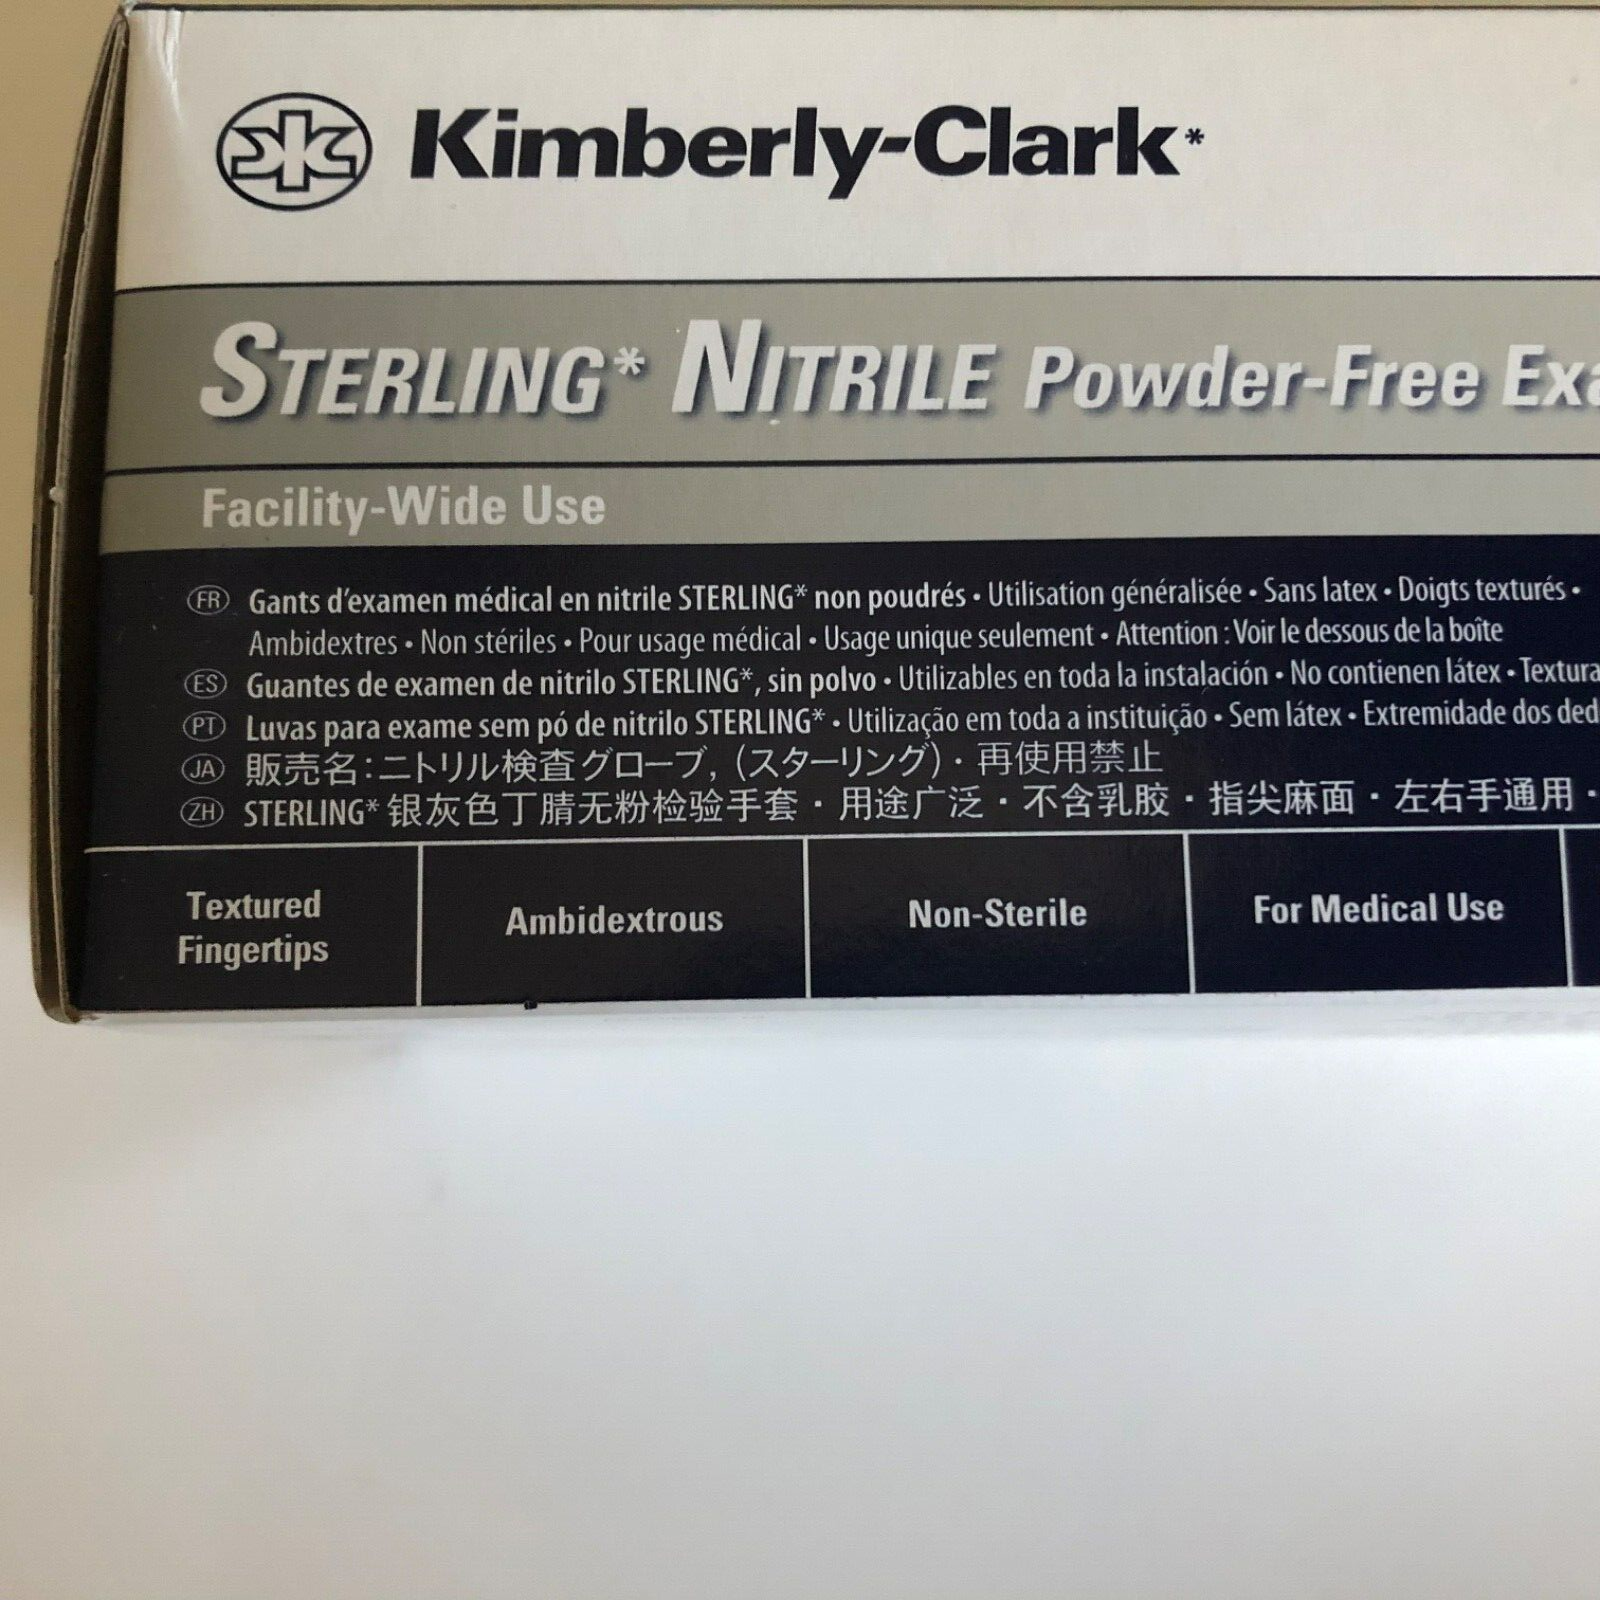 Kimberly-Clark*
STERLING* NITRILE Powder-Free Exa
Facility-Wide Use
FR Gants d'examen médical en nitrile STERLING* non poudrés • Utilisation généralisée • Sans latex • Doigts texturés •
Ambidextres • Non stériles • Pour usage médical • Usage unique seulement • Attention : Voir le dessous de la boîte
ES Guantes de examen de nitrilo STERLING*, sin polvo • Utilizables en toda la instalación • No contienen látex • Textura
PT Luvas para exame sem pó de nitrilo STERLING* • Utilização em toda a instituição • Sem látex • Extremidade dos ded
JA 販売名:ニトリル検査グローブ, (スターリング)・再使用禁止
ZH STERLING* 银灰色丁腈无粉检验手套・用途广泛・不含乳胶・指尖麻面・左右手通用・
Textured
Fingertips
Ambidextrous
Non-Sterile
For Medical Use